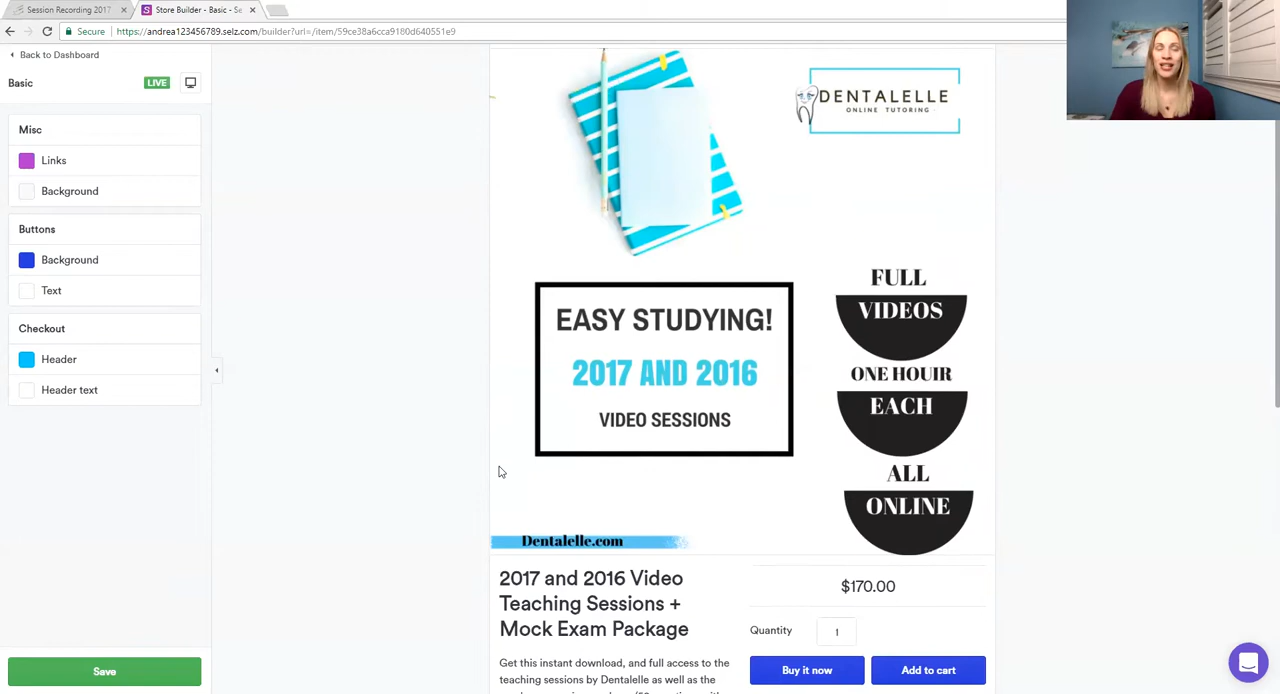 Session Recording 2017
Store Builder - Basic - Se
Secure
https://andrea123456789.selz.com/builder?url=/item/59ce38a6cca9180d640551e9
Back to Dashboard
Basic
LIVE
Misc
Links
Background
Buttons
Background
Text
Checkout
Header
Header text
Save
DENTALELLE
ONLINE TUTORING
EASY STUDYING!
2017 AND 2016
VIDEO SESSIONS
FULL
VIDEOS
ONE HOUIR
EACH
ALL
ONLINE
Dentalelle.com
2017 and 2016 Video
Teaching Sessions +
Mock Exam Package
Get this instant download, and full access to the
teaching sessions by Dentalelle as well as the
$170.00
Quantity
1
Buy it now
Add to cart